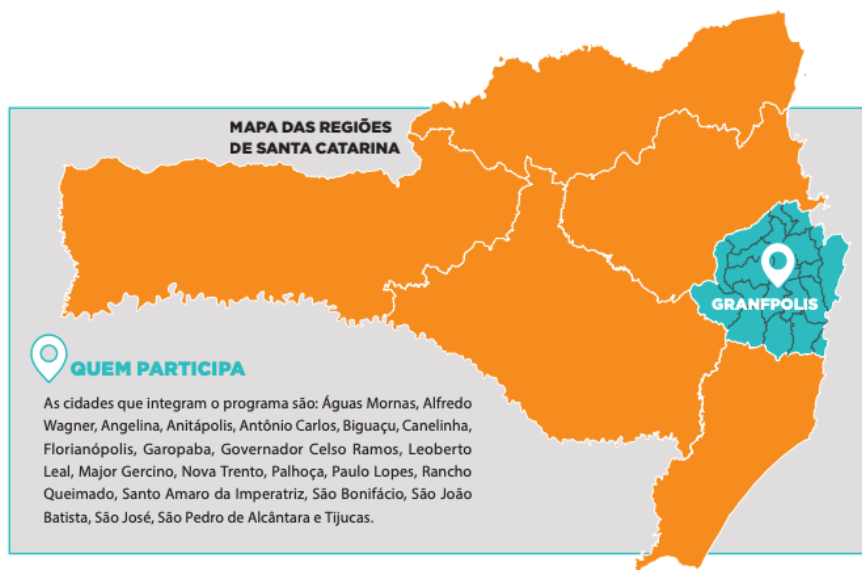 MAPA DAS REGIÕES
DE SANTA CATARINA
GRANFPOLIS
QUEM PARTICIPA
As cidades que integram o programa são: Águas Mornas, Alfredo
Wagner, Angelina, Anitápolis, Antônio Carlos, Biguaçu, Canelinha,
Florianópolis, Garopaba, Governador Celso Ramos, Leoberto
Leal, Major Gercino, Nova Trento, Palhoça, Paulo Lopes, Rancho
Queimado, Santo Amaro da Imperatriz, São Bonifácio, São João
Batista, São José, São Pedro de Alcântara e Tijucas.